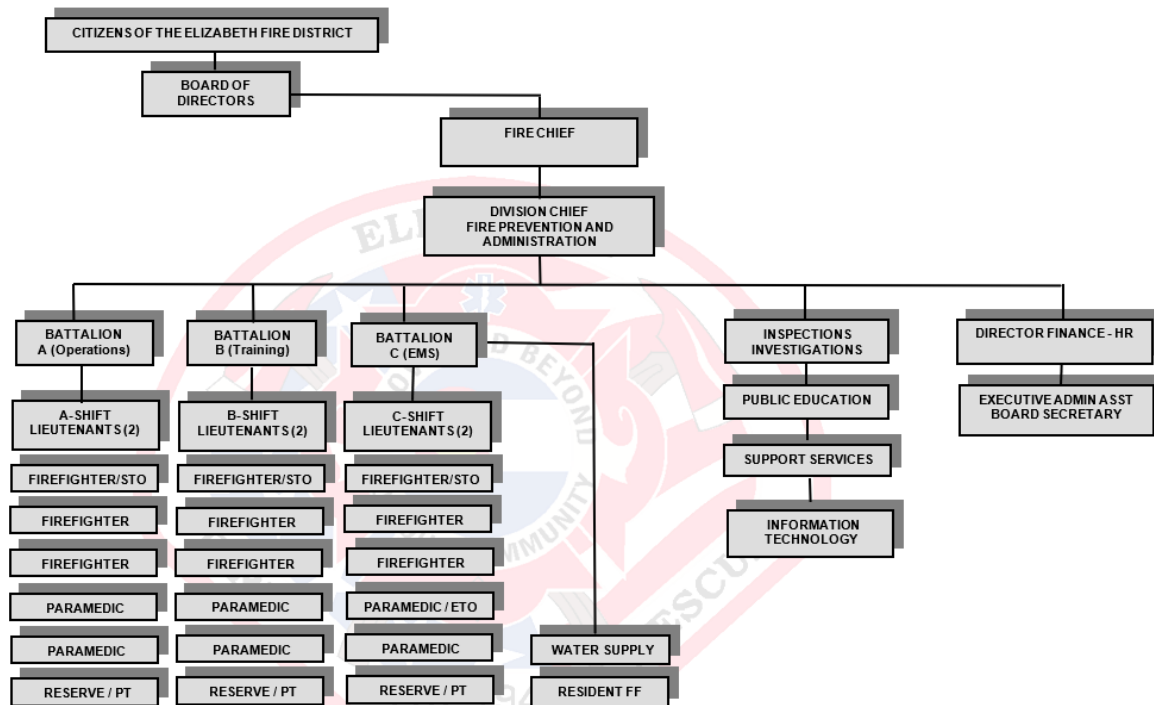 CITIZENS OF THE ELIZABETH FIRE DISTRICT
BOARD OF
DIRECTORS
FIRE CHIEF
DIVISION CHIEF
FIRE PREVENTION AND
ADMINISTRATION
BATTALION
A (Operations)
BATTALION
B (Training)
BATTALION
C (EMS)
INSPECTIONS
INVESTIGATIONS
DIRECTOR FINANCE - HR
A-SHIFT
LIEUTENANTS (2)
B-SHIFT
LIEUTENANTS (2)
C-SHIFT
LIEUTENANTS (2)
PUBLIC EDUCATION
EXECUTIVE ADMIN ASST
BOARD SECRETARY
FIREFIGHTER/STO
FIREFIGHTER/STO
FIREFIGHTER/STO
SUPPORT SERVICES
FIREFIGHTER
FIREFIGHTER
FIREFIGHTER
INFORMATION
TECHNOLOGY
FIREFIGHTER
FIREFIGHTER
FIREFIGHTER
PARAMEDIC
PARAMEDIC
PARAMEDIC / ETO
PARAMEDIC
PARAMEDIC
PARAMEDIC
WATER SUPPLY
RESERVE / PT
RESERVE / PT
RESERVE / PT
RESIDENT FF
BEYOND